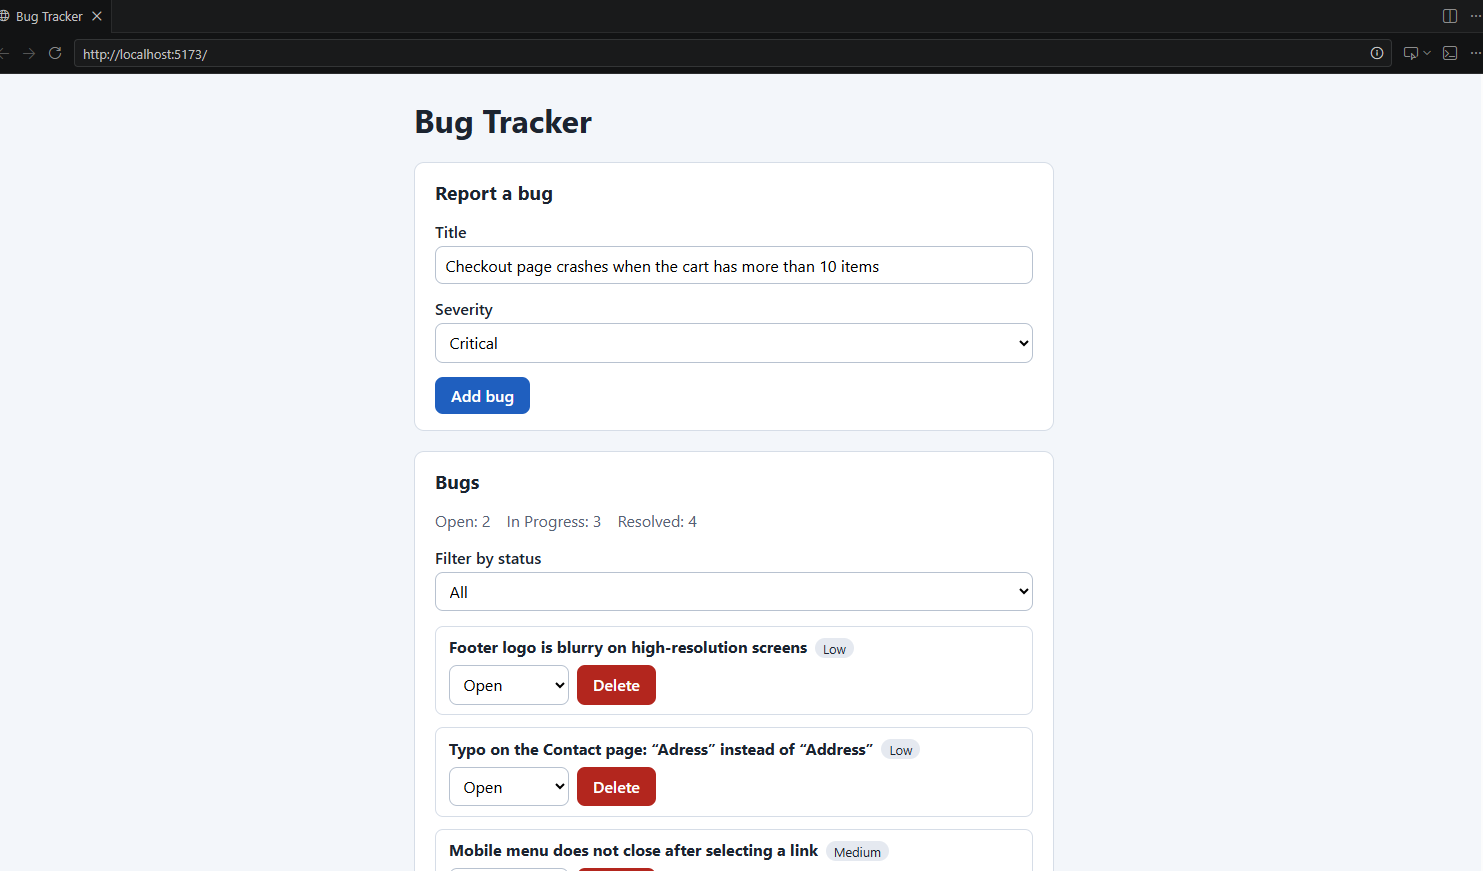 Bug Tracker
http://localhost:5173/
Bug Tracker
Report a bug
Title
Checkout page crashes when the cart has more than 10 items
Severity
Critical
Add bug
Bugs
Open: 2 In Progress: 3 Resolved: 4
Filter by status
All
Footer logo is blurry on high-resolution screens Low
Open Delete
Typo on the Contact page: “Adress” instead of “Address” Low
Open Delete
Mobile menu does not close after selecting a link Medium